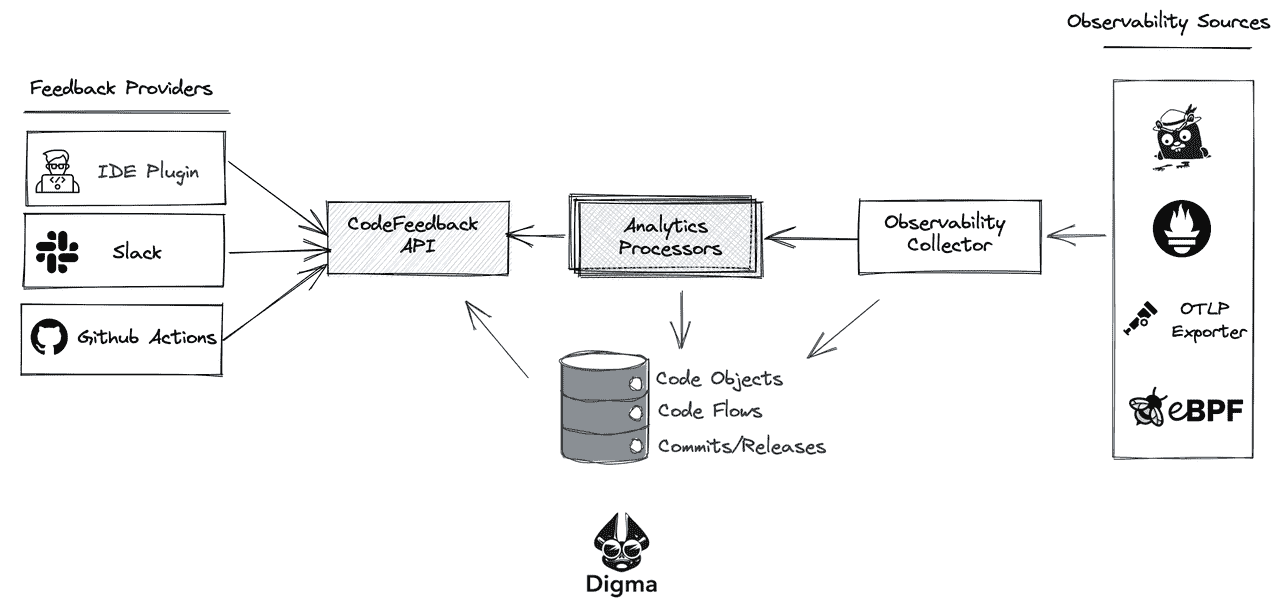 Observability Sources
Feedback Providers
IDE Plugin
Slack
Github Actions
CodeFeedback
API
Analytics
Processors
Observability
Collector
OTLP
Exporter
eBPF
Code Objects
Code Flows
Commits/Releases
Digma